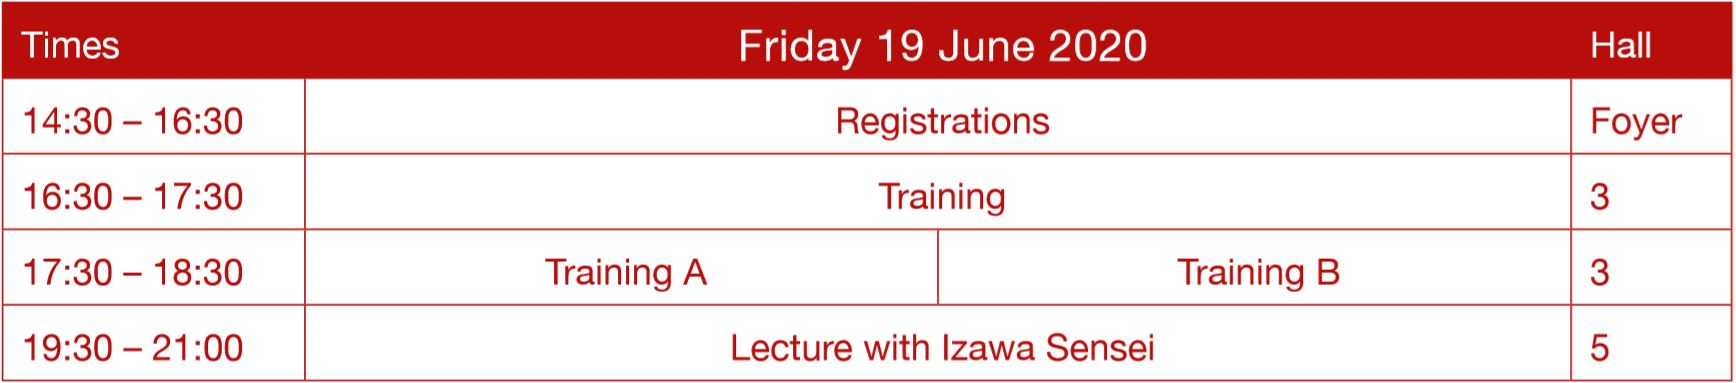 Times Friday 19 June 2020 Hall
14:30 – 16:30 Registrations Foyer
16:30 – 17:30 Training 3
17:30 – 18:30 Training A Training B 3
19:30 – 21:00 Lecture with Izawa Sensei 5